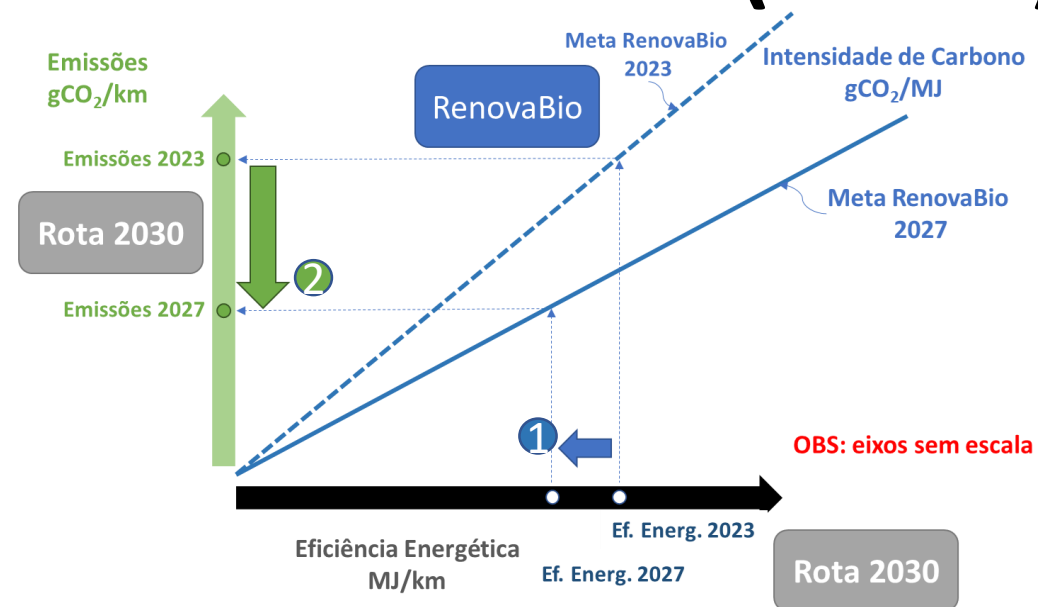 Meta RenovaBio
2023
Emissões
gCO₂/km
Intensidade de Carbono
gCO₂/MJ
RenovaBio
Emissões 2023
Rota 2030
Meta RenovaBio
2027
2
Emissões 2027
1
OBS: eixos sem escala
Ef. Energ. 2023
Eficiência Energética
MJ/km
Ef. Energ. 2027
Rota 2030